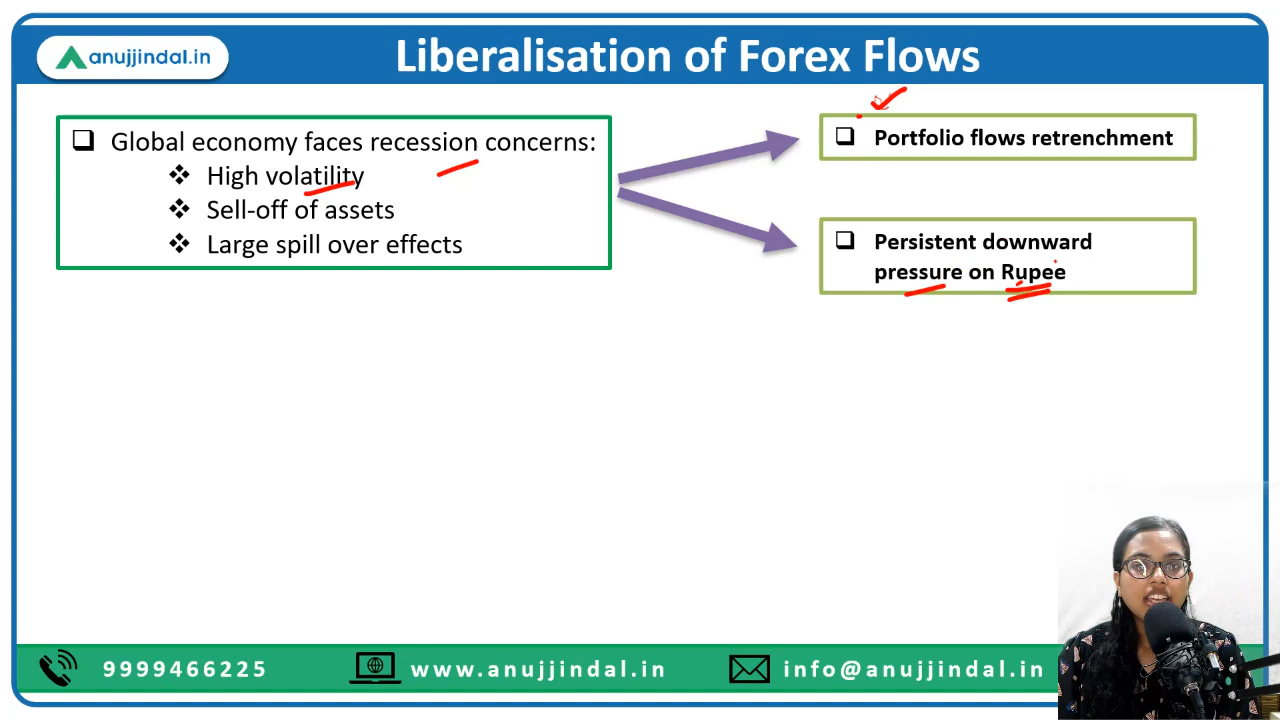 anujjindal.in
Liberalisation of Forex Flows
Global economy faces recession concerns:
High volatility
Sell-off of assets
Large spill over effects
Portfolio flows retrenchment
Persistent downward
pressure on Rupee
9999466225
www.anujjindal.in
info@anujjindal.in